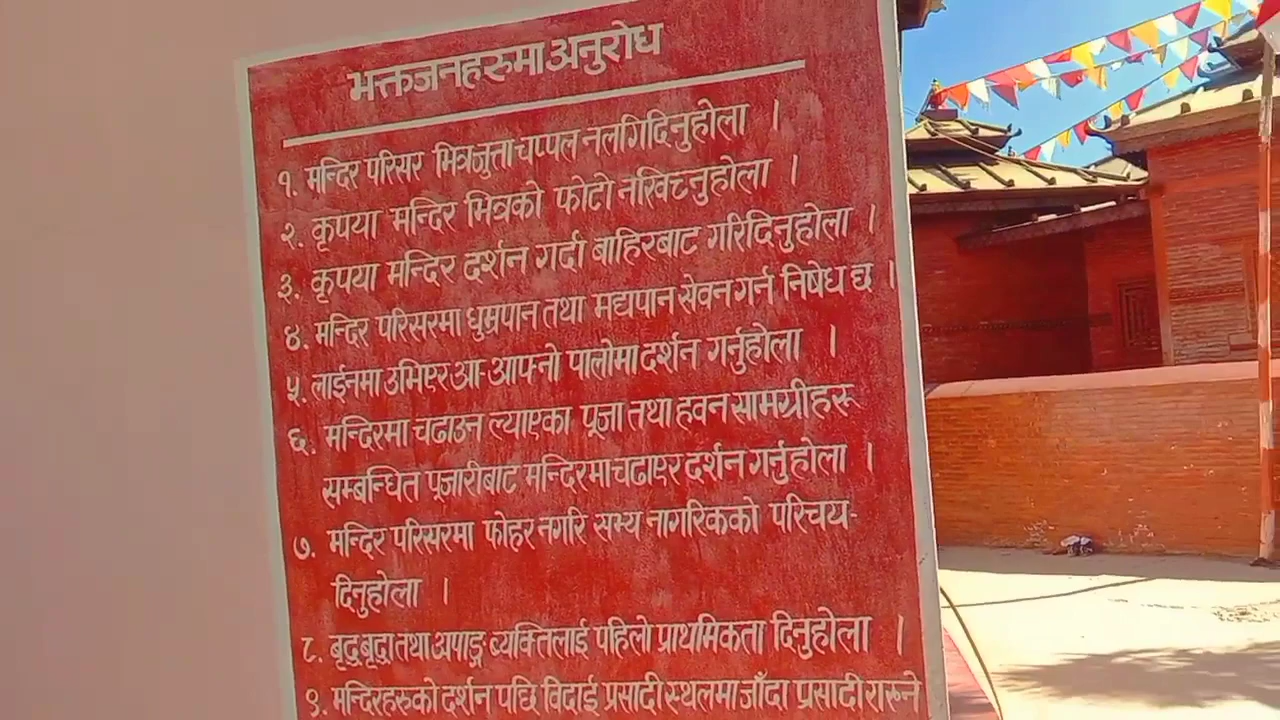 भक्तजनहरुमा अनुरोध
१. मन्दिर परिसर भित्र जुत्ता चप्पल नलगिदिनुहोला ।
२. कृपया मन्दिर भित्रको फोटो नखिच्नुहोला ।
३. कृपया मन्दिर दर्शन गर्दा बाहिरबाट गरिदिनुहोला ।
४. मन्दिर परिसरमा धुम्रपान तथा मद्यपान सेवन गर्न निषेध छ ।
५. लाईनमा उभिएर आ-आफ्नो पालोमा दर्शन गर्नुहोला ।
६. मन्दिरमा चढाउन ल्याएका पूजा तथा हवन सामग्रीहरू
सम्बन्धित पूजारीबाट मन्दिरमा चढाएर दर्शन गर्नुहोला ।
७. मन्दिर परिसरमा फोहर नगरि सभ्य नागरिकको परिचय-
दिनुहोला ।
८. बृद्धबृद्धा तथा अपाङ्ग व्यक्तिलाई पहिलो प्राथमिकता दिनुहोला ।
९. मन्दिरहरुको दर्शन पछि विदाई प्रसादी स्थलमा जाँदा प्रसादी